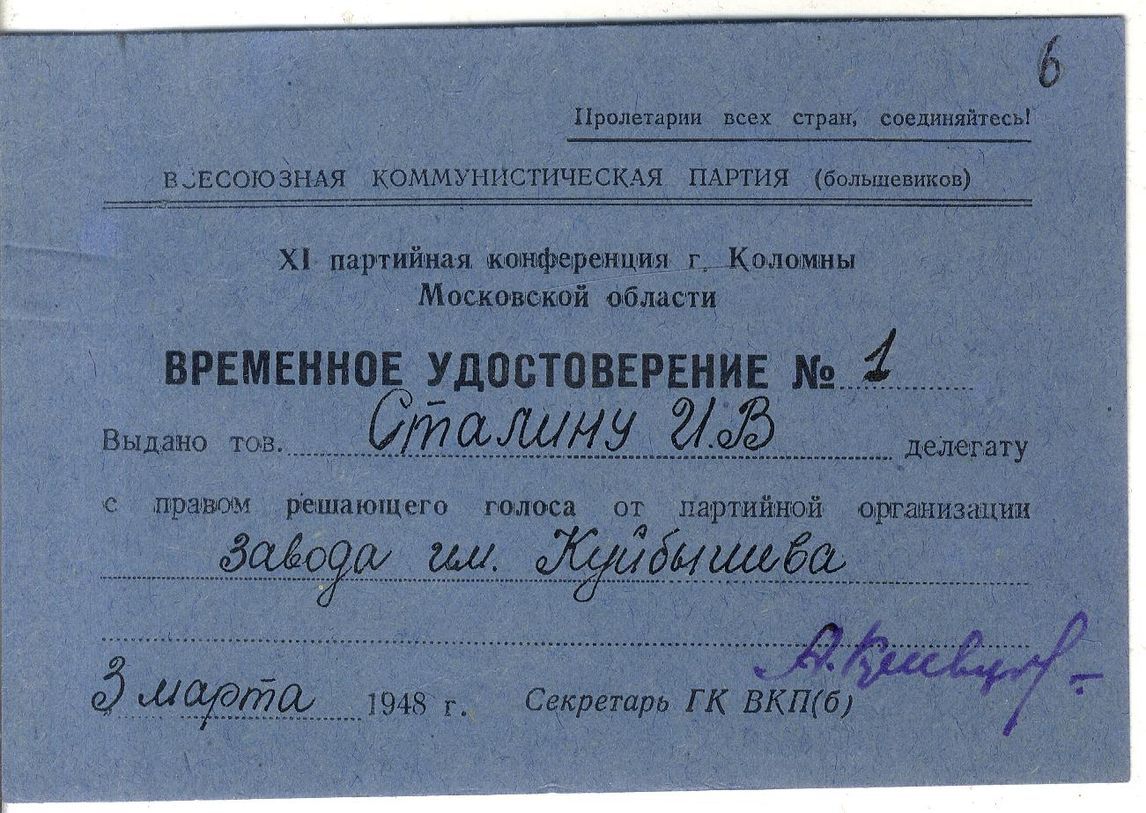 6
Пролетарии всех стран, соединяйтесь!
ВСЕСОЮЗНАЯ КОММУНИСТИЧЕСКАЯ ПАРТИЯ (большевиков)
XI партийная конференция г. Коломны
Московской области
ВРЕМЕННОЕ УДОСТОВЕРЕНИЕ № 1
Выдано тов. Сталину И.В делегату
с правом решающего голоса от партийной организации
завода им. Куйбышева
3 марта 1948 г. Секретарь ГК ВКП(б)